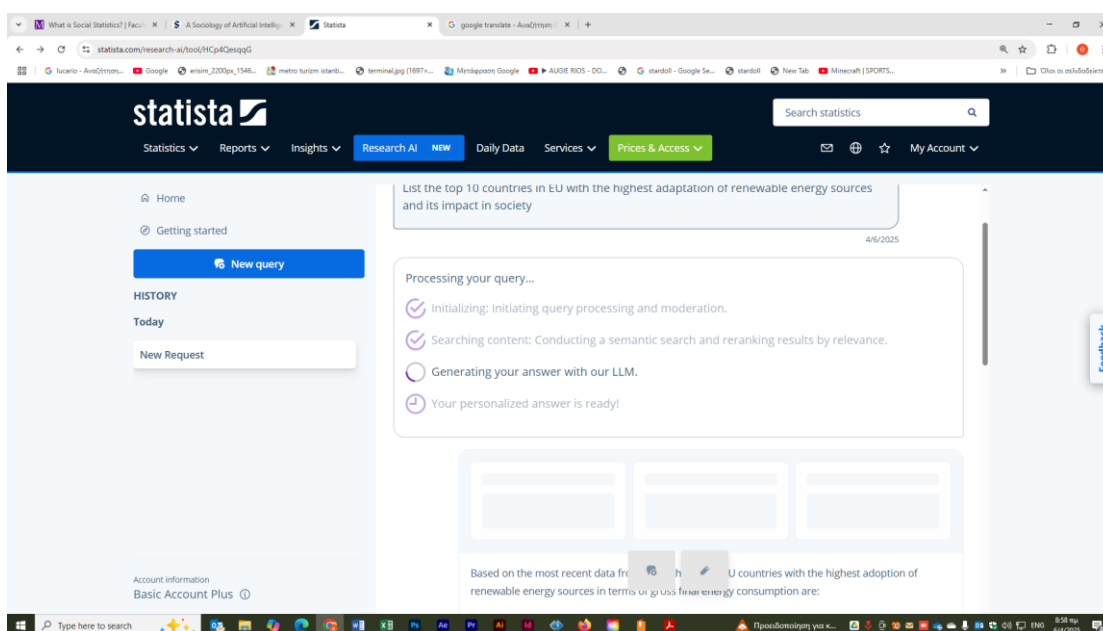 What is Social Statistics? | Facul
A Sociology of Artificial Intellig
Statista
google translate - Αναζήτηση
statista.com/research-ai/tool/HCp4QesqqG
lucario - Αναζήτηση... Google erisim_2200px_1546... metro turizm istanb... terminal.jpg (1697×... Μετάφραση Google AUGIE RIOS - DO... stardoll - Google Se... stardoll New Tab Minecraft | SPORTS... » Όλοι οι σελιδοδείκτε
statista
Search statistics
Statistics Reports Insights Research AI NEW Daily Data Services Prices & Access My Account
Home
Getting started
New query
HISTORY
Today
New Request
Account information
Basic Account Plus
List the top 10 countries in EU with the highest adaptation of renewable energy sources
and its impact in society
4/6/2025
Processing your query...
Initializing: Initiating query processing and moderation.
Searching content: Conducting a semantic search and reranking results by relevance.
Generating your answer with our LLM.
Your personalized answer is ready!
Based on the most recent data EU countries with the highest adoption of
renewable energy sources in terms of gross final energy consumption are:
Feedback
Type here to search
Προειδοποίηση για κ...
ENG
8:58 πμ
6/4/2025